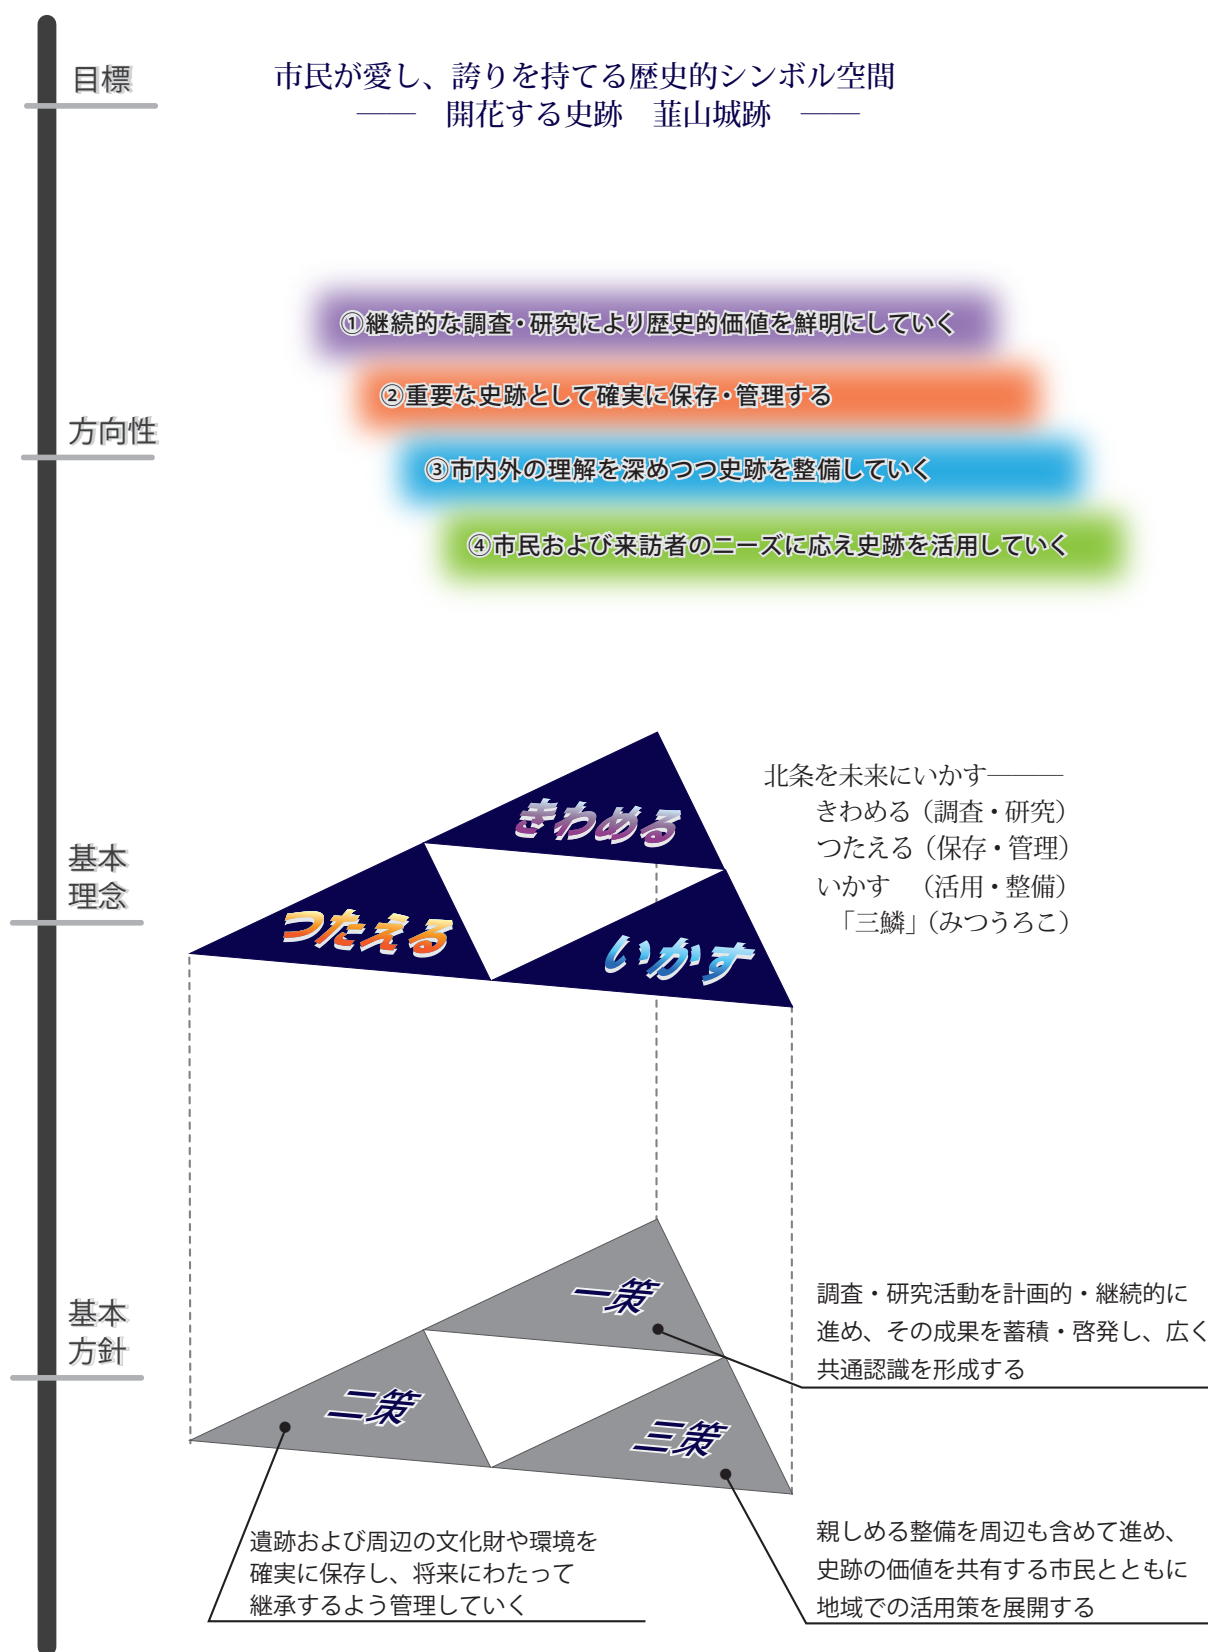 目標
市民が愛し、誇りを持てる歴史的シンボル空間
―― 開花する史跡　韮山城跡 ――
①継続的な調査・研究により歴史的価値を鮮明にしていく
②重要な史跡として確実に保存・管理する
方向性
③市内外の理解を深めつつ史跡を整備していく
④市民および来訪者のニーズに応え史跡を活用していく
基本
理念
きわめる
つたえる
いかす
北条を未来にいかす―――
きわめる（調査・研究）
つたえる（保存・管理）
いかす　（活用・整備）
「三鱗」（みつうろこ）
基本
方針
一策
二策
三策
調査・研究活動を計画的・継続的に
進め、その成果を蓄積・啓発し、広く
共通認識を形成する
遺跡および周辺の文化財や環境を
確実に保存し、将来にわたって
継承するよう管理していく
親しめる整備を周辺も含めて進め、
史跡の価値を共有する市民とともに
地域での活用策を展開する